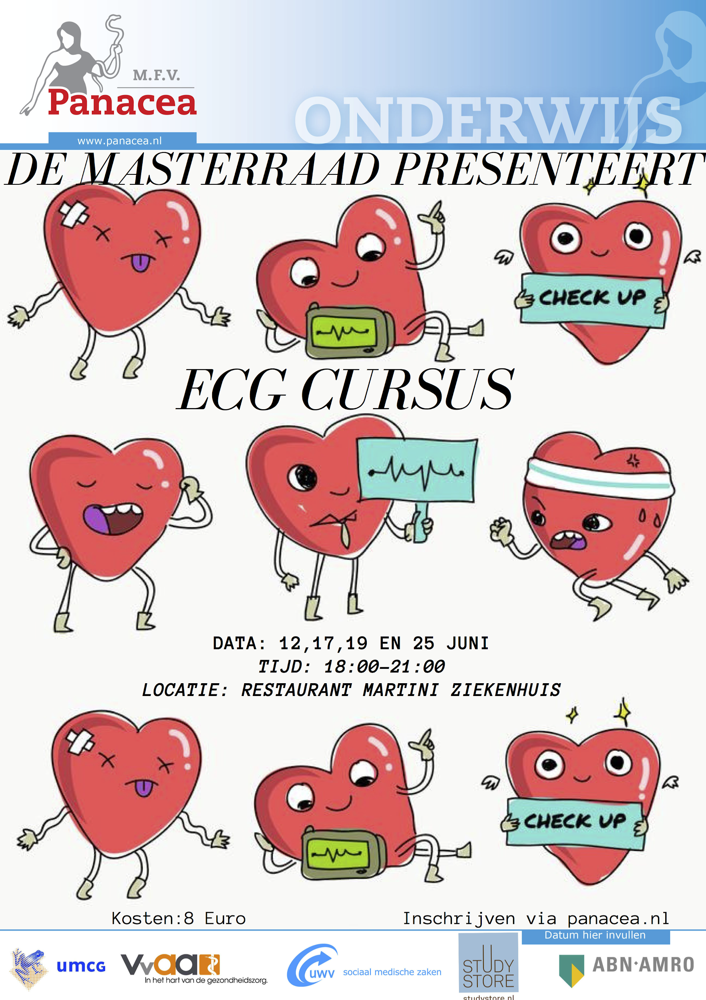 M.F.V.
Panacea
www.panacea.nl
ONDERWIJS
DE MASTERRAAD PRESENTEERT
CHECK UP
ECG CURSUS
DATA: 12,17,19 EN 25 JUNI
TIJD: 18:00-21:00
LOCATIE: RESTAURANT MARTINI ZIEKENHUIS
CHECK UP
Kosten:8 Euro
Inschrijven via panacea.nl
Datum hier invullen
umcg
VvAA
In het hart van de gezondheidszorg.
uwv
sociaal medische zaken
STUDY
STORE
studystore.nl
ABN·AMRO